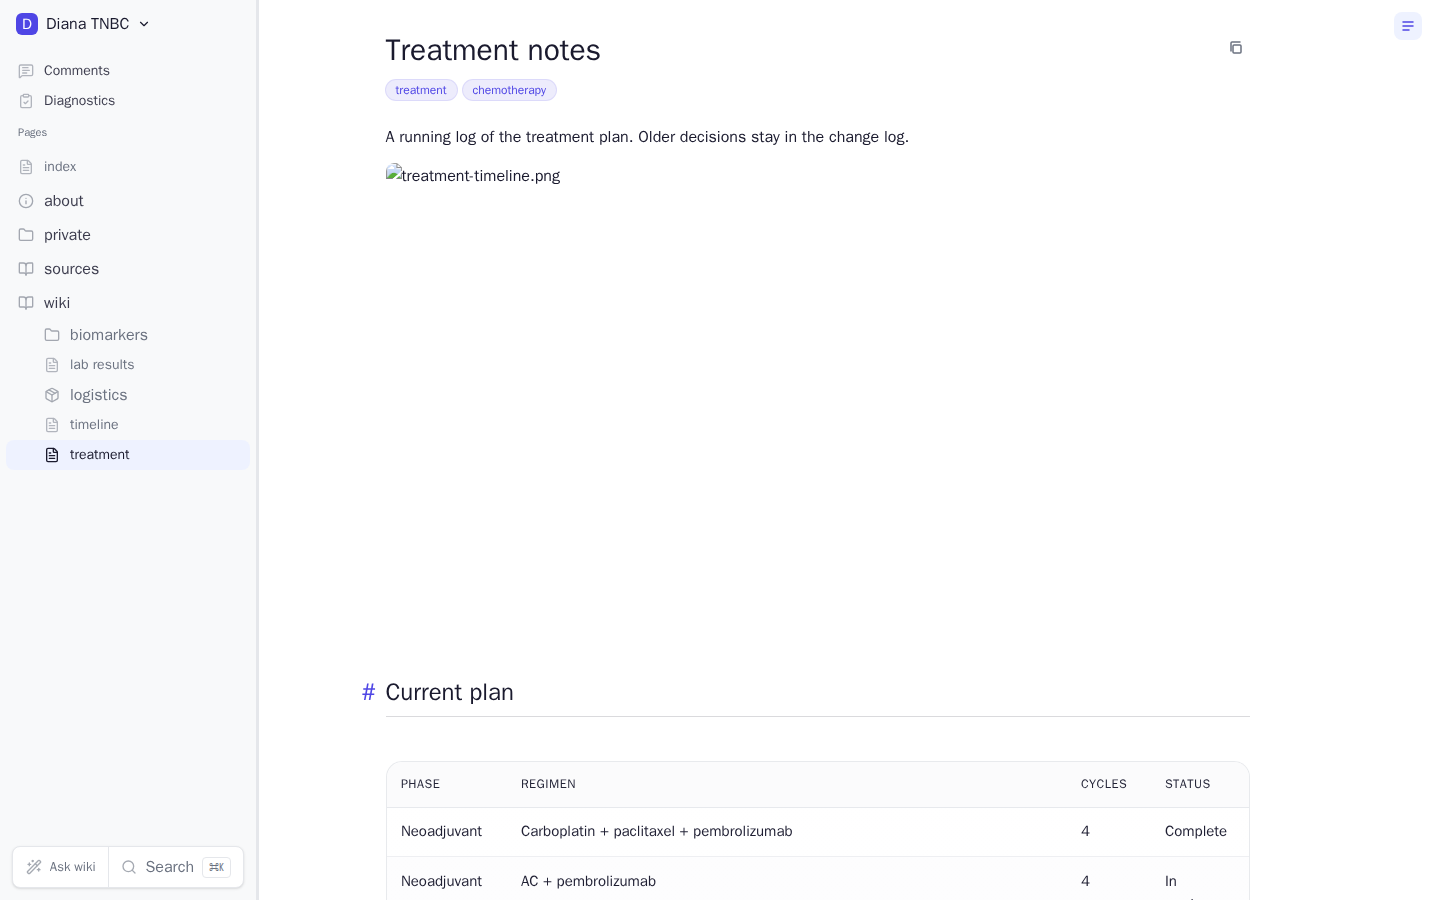 D Diana TNBC
Comments
Diagnostics
Pages
index
about
private
sources
wiki
biomarkers
lab results
logistics
timeline
treatment
Ask wiki
Search ⌘K
Treatment notes
treatment chemotherapy
A running log of the treatment plan. Older decisions stay in the change log.
treatment-timeline.png
# Current plan
PHASE REGIMEN CYCLES STATUS
Neoadjuvant Carboplatin + paclitaxel + pembrolizumab 4 Complete
Neoadjuvant AC + pembrolizumab 4 In